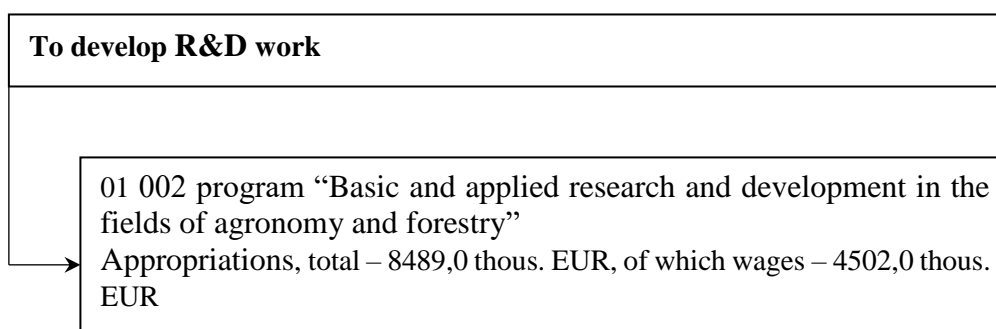 To develop R&D work
01 002 program “Basic and applied research and development in the
fields of agronomy and forestry”
Appropriations, total – 8489,0 thous. EUR, of which wages – 4502,0 thous.
EUR